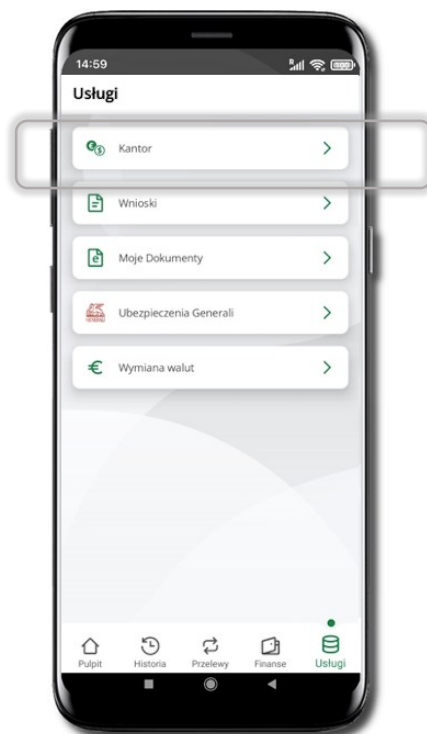 14:59
Usługi
Kantor
Wnioski
Moje Dokumenty
Ubezpieczenia Generali
Wymiana walut
Pulpit
Historia
Przelewy
Finanse
Usługi